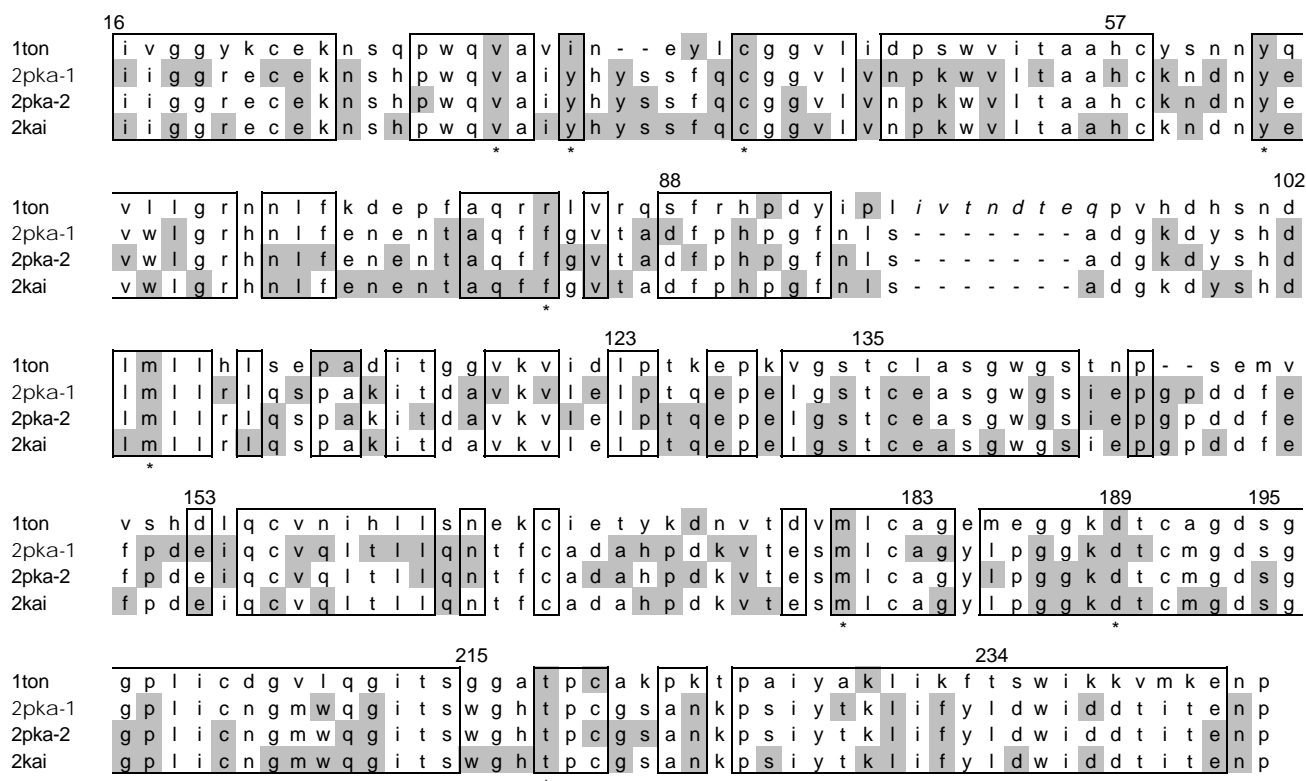 16 57
1ton i v g g y k c e k n s q p w q v a v i n - - e y l c g g v l i d p s w v i t a a h c y s n n y q
2pka-1 i i g g r e c e k n s h p w q v a i y h y s s f q c g g v l v n p k w v l t a a h c k n d n y e
2pka-2 i i g g r e c e k n s h p w q v a i y h y s s f q c g g v l v n p k w v l t a a h c k n d n y e
2kai i i g g r e c e k n s h p w q v a i y h y s s f q c g g v l v n p k w v l t a a h c k n d n y e
* * * *
88 102
1ton v l l g r n n l f k d e p f a q r r l v r q s f r h p d y i p l i v t n d t e q p v h d h s n d
2pka-1 v w l g r h n l f e n e n t a q f f g v t a d f p h p g f n l s - - - - - - - a d g k d y s h d
2pka-2 v w l g r h n l f e n e n t a q f f g v t a d f p h p g f n l s - - - - - - - a d g k d y s h d
2kai v w l g r h n l f e n e n t a q f f g v t a d f p h p g f n l s - - - - - - - a d g k d y s h d
*
123 135
1ton l m l l h l s e p a d i t g g v k v i d l p t k e p k v g s t c l a s g w g s t n p - - s e m v
2pka-1 l m l l r l q s p a k i t d a v k v l e l p t q e p e l g s t c e a s g w g s i e p g p d d f e
2pka-2 l m l l r l q s p a k i t d a v k v l e l p t q e p e l g s t c e a s g w g s i e p g p d d f e
2kai l m l l r l q s p a k i t d a v k v l e l p t q e p e l g s t c e a s g w g s i e p g p d d f e
*
153 183 189 195
1ton v s h d l q c v n i h l l s n e k c i e t y k d n v t d v m l c a g e m e g g k d t c a g d s g
2pka-1 f p d e i q c v q l t l l q n t f c a d a h p d k v t e s m l c a g y l p g g k d t c m g d s g
2pka-2 f p d e i q c v q l t l l q n t f c a d a h p d k v t e s m l c a g y l p g g k d t c m g d s g
2kai f p d e i q c v q l t l l q n t f c a d a h p d k v t e s m l c a g y l p g g k d t c m g d s g
* *
215 234
1ton g p l i c d g v l q g i t s g g a t p c a k p k t p a i y a k l i k f t s w i k k v m k e n p
2pka-1 g p l i c n g m w q g i t s w g h t p c g s a n k p s i y t k l i f y l d w i d d t i t e n p
2pka-2 g p l i c n g m w q g i t s w g h t p c g s a n k p s i y t k l i f y l d w i d d t i t e n p
2kai g p l i c n g m w q g i t s w g h t p c g s a n k p s i y t k l i f y l d w i d d t i t e n p
*